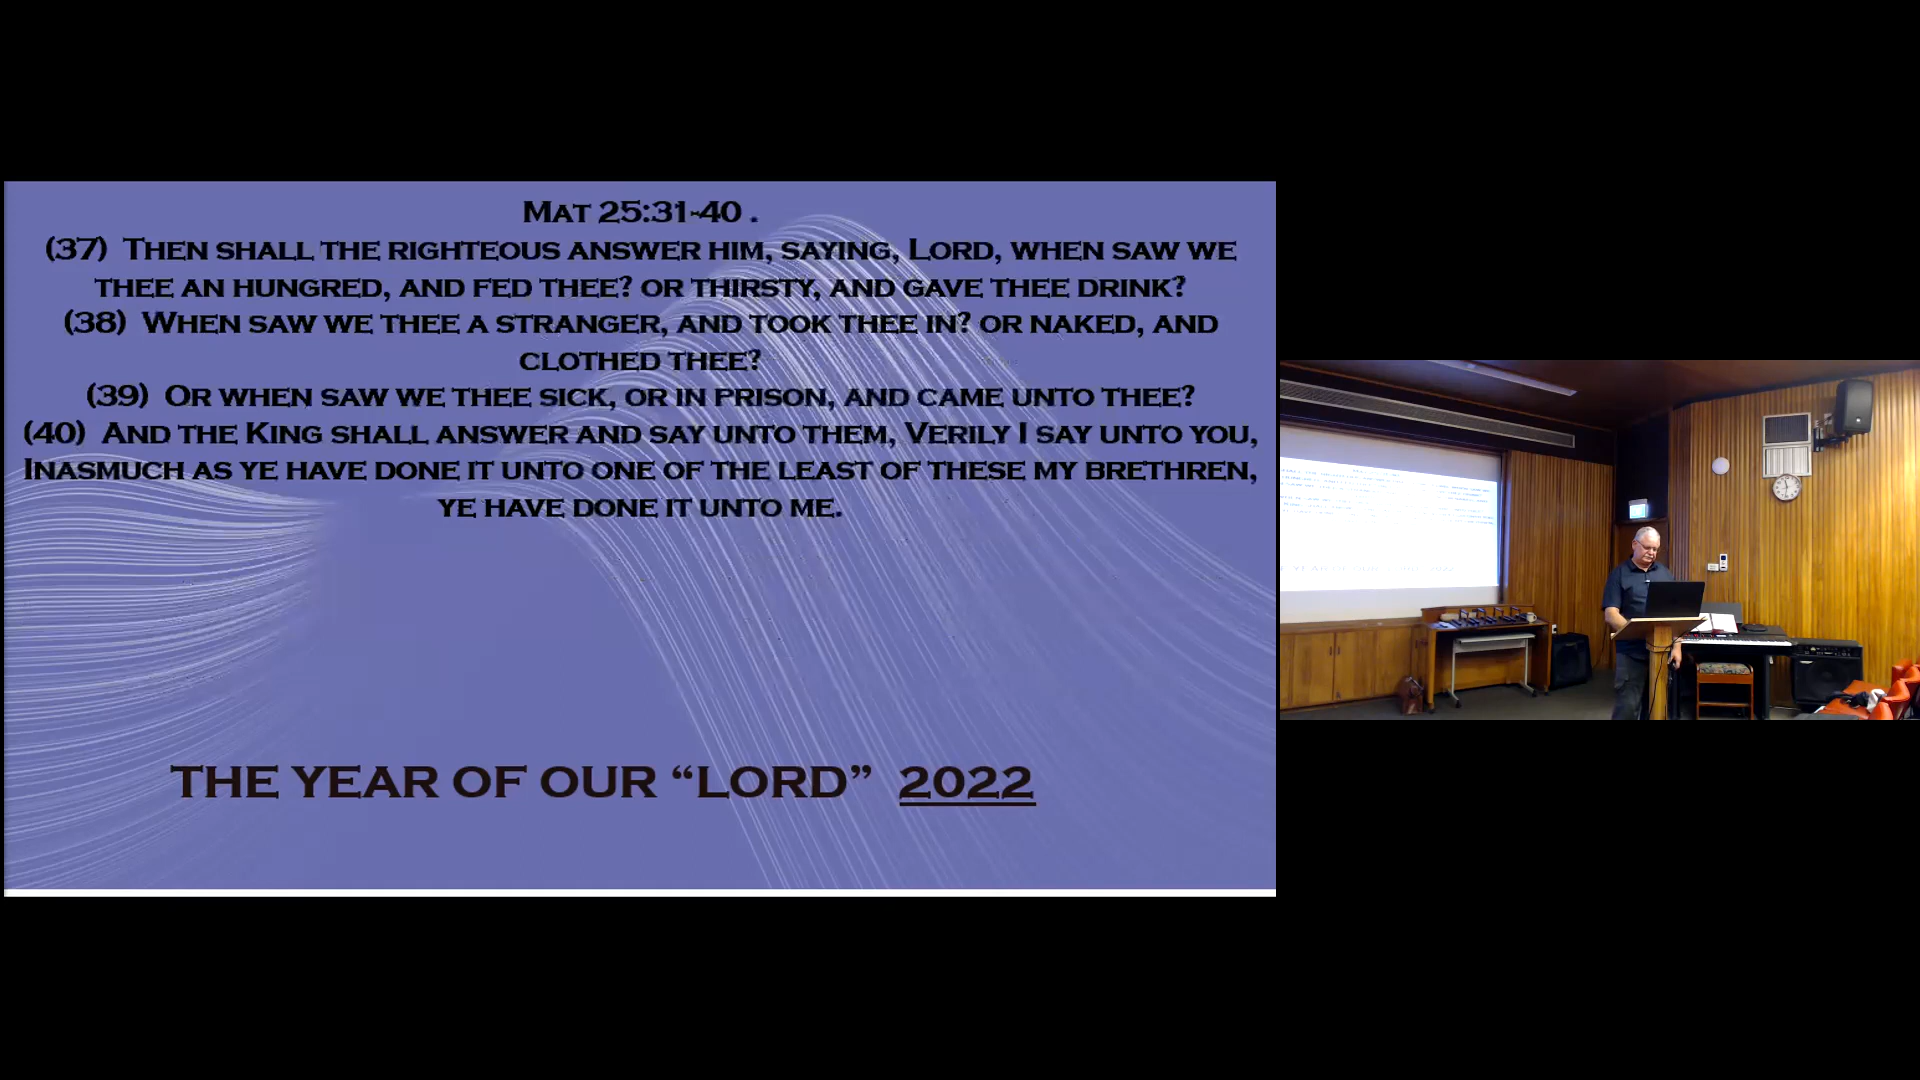 Mat 25:31-40 .
(37) Then shall the righteous answer him, saying, Lord, when saw we
thee an hungred, and fed thee? or thirsty, and gave thee drink?
(38) When saw we thee a stranger, and took thee in? or naked, and
clothed thee?
(39) Or when saw we thee sick, or in prison, and came unto thee?
(40) And the King shall answer and say unto them, Verily I say unto you,
Inasmuch as ye have done it unto one of the least of these my brethren,
ye have done it unto me.
THE YEAR OF OUR “LORD” 2022